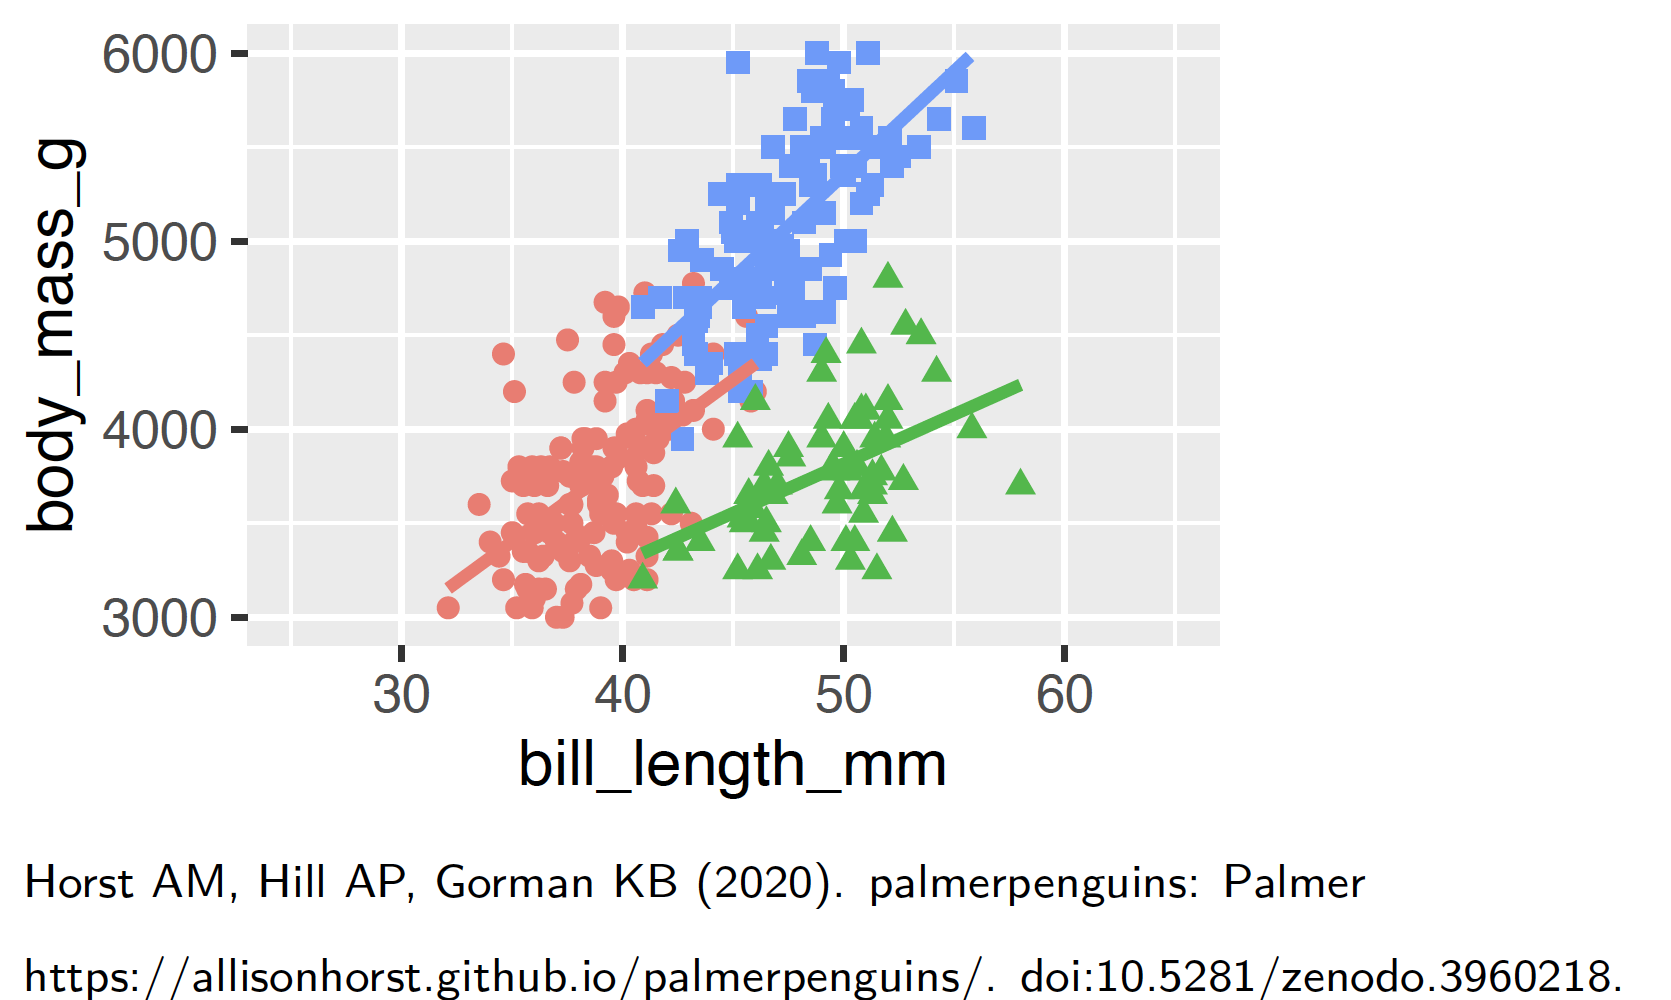 6000
5000
4000
3000
body_mass_g
30 40 50 60
bill_length_mm
Horst AM, Hill AP, Gorman KB (2020). palmerpenguins: Palmer
https://allisonhorst.github.io/palmerpenguins/. doi:10.5281/zenodo.3960218.